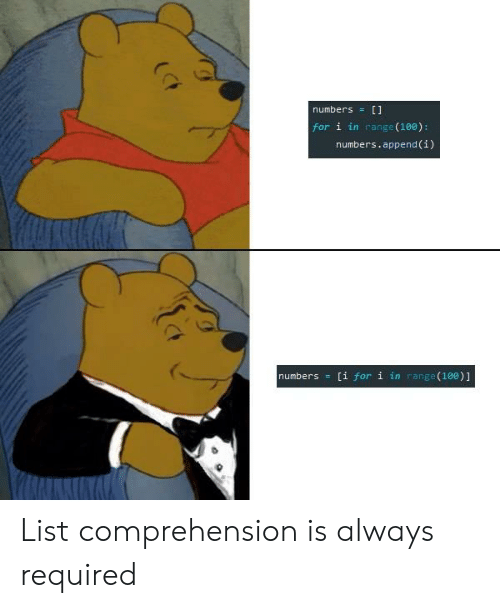 numbers = []
for i in range(100):
numbers.append(i)
numbers = [i for i in range(100)]
List comprehension is always
required